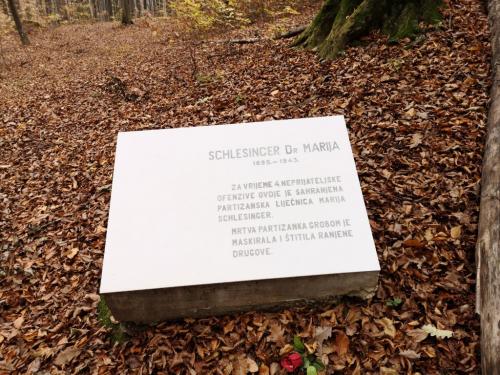 SCHLESINGER DR MARIJA
1895.–1943.
ZA VRIJEME 4. NEPRIJATELJSKE
OFENZIVE OVDJE JE SAHRANJENA
PARTIZANSKA LIJEČNICA MARIJA
SCHLESINGER.
MRTVA PARTIZANKA GROBOM JE
MASKIRALA I ŠTITILA RANJENE
DRUGOVE.